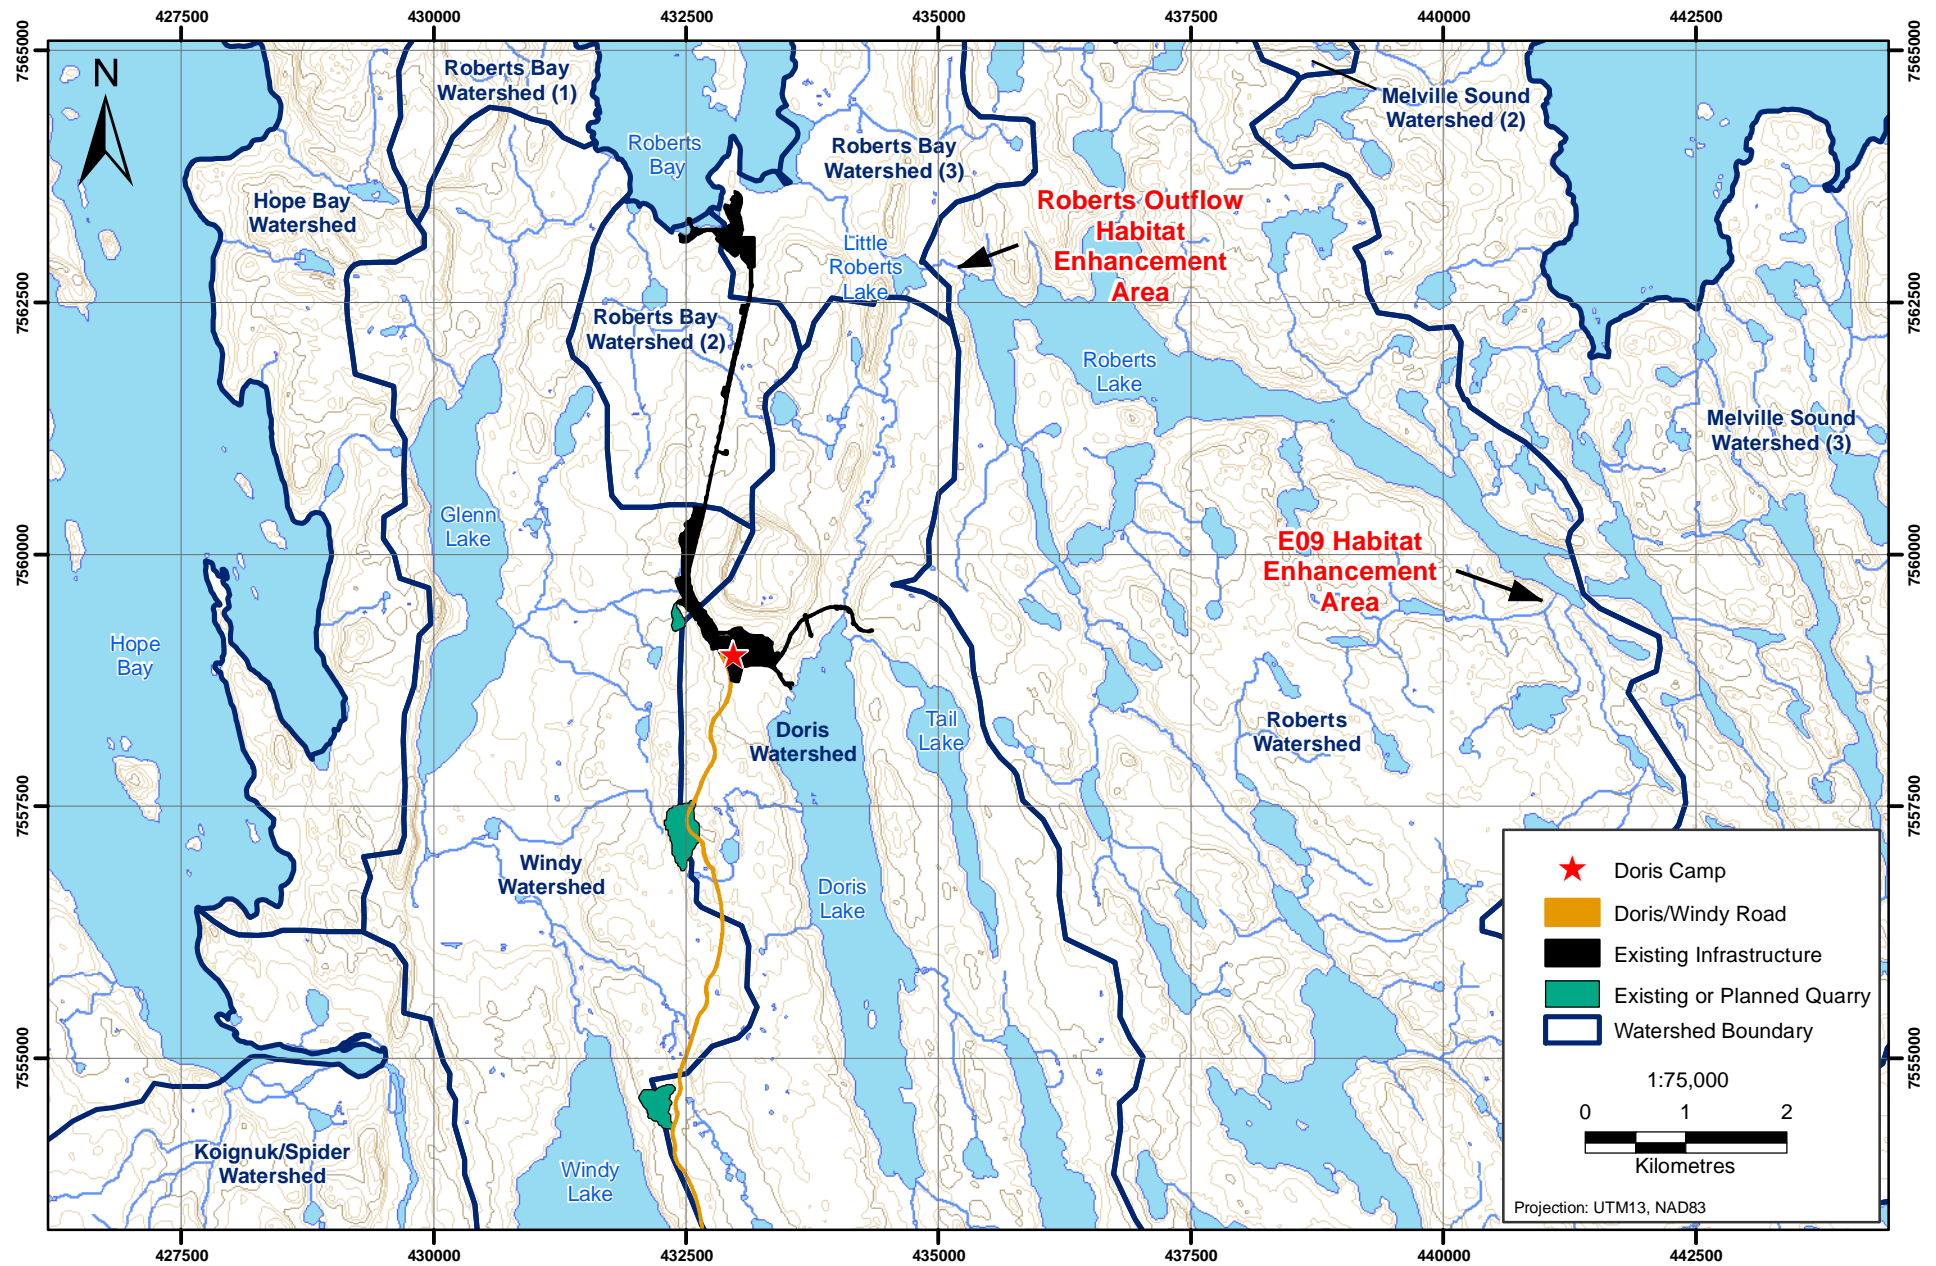 427500
430000
432500
435000
437500
440000
442500
7565000
7565000
N
Roberts Bay
Watershed (1)
Melville Sound
Watershed (2)
Roberts
Bay
Roberts Bay
Watershed (3)
Hope Bay
Watershed
Roberts Outflow
Habitat
Enhancement
Area
Little
Roberts
Lake
7562500
7562500
Roberts Bay
Watershed (2)
Roberts
Lake
Melville Sound
Watershed (3)
Glenn
Lake
7560000
7560000
E09 Habitat
Enhancement
Area
Hope
Bay
Doris
Watershed
Tail
Lake
Roberts
Watershed
7557500
7557500
Windy
Watershed
Doris
Lake
Doris Camp
Doris/Windy Road
Existing Infrastructure
Existing or Planned Quarry
Watershed Boundary
7555000
7555000
1:75,000
0
1
2
Kilometres
Koignuk/Spider
Watershed
Windy
Lake
Projection: UTM13, NAD83
427500
430000
432500
435000
437500
440000
442500